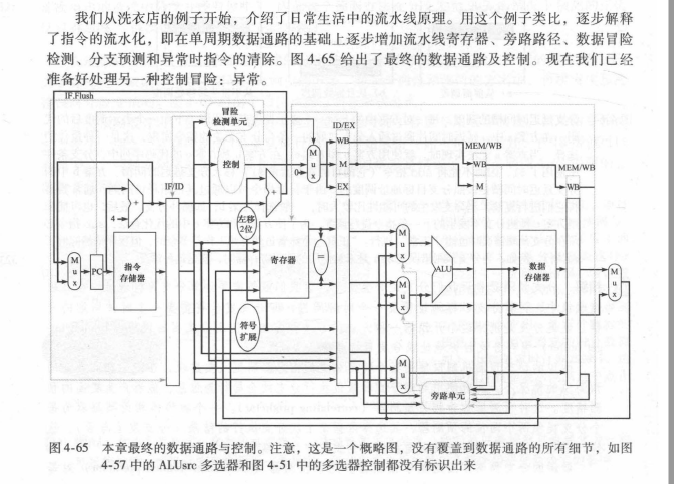 我们从洗衣店的例子开始，介绍了日常生活中的流水线原理。用这个例子类比，逐步解释
了指令的流水化，即在单周期数据通路的基础上逐步增加流水线寄存器、旁路路径、数据冒险
检测、分支预测和异常时指令的清除。图4-65 给出了最终的数据通路及控制。现在我们已经
准备好处理另一种控制冒险：异常。
IF.Flush
冒险
检测单元
ID/EX
WB
MEM/WB
控制
M
u
x
M
WB
MEM/WB
0
IF/ID
EX
M
WB
+
+
4
左移
2位
M
u
x
M
u
x
PC
指令
存储器
寄存器
=
ALU
数据
存储器
M
u
x
M
u
x
符号
扩展
M
u
x
旁路单元
图4-65 本章最终的数据通路与控制。注意，这是一个概略图，没有覆盖到数据通路的所有细节，如图
4-57 中的 ALUsrc 多选器和图 4-51 中的多选器控制都没有标识出来